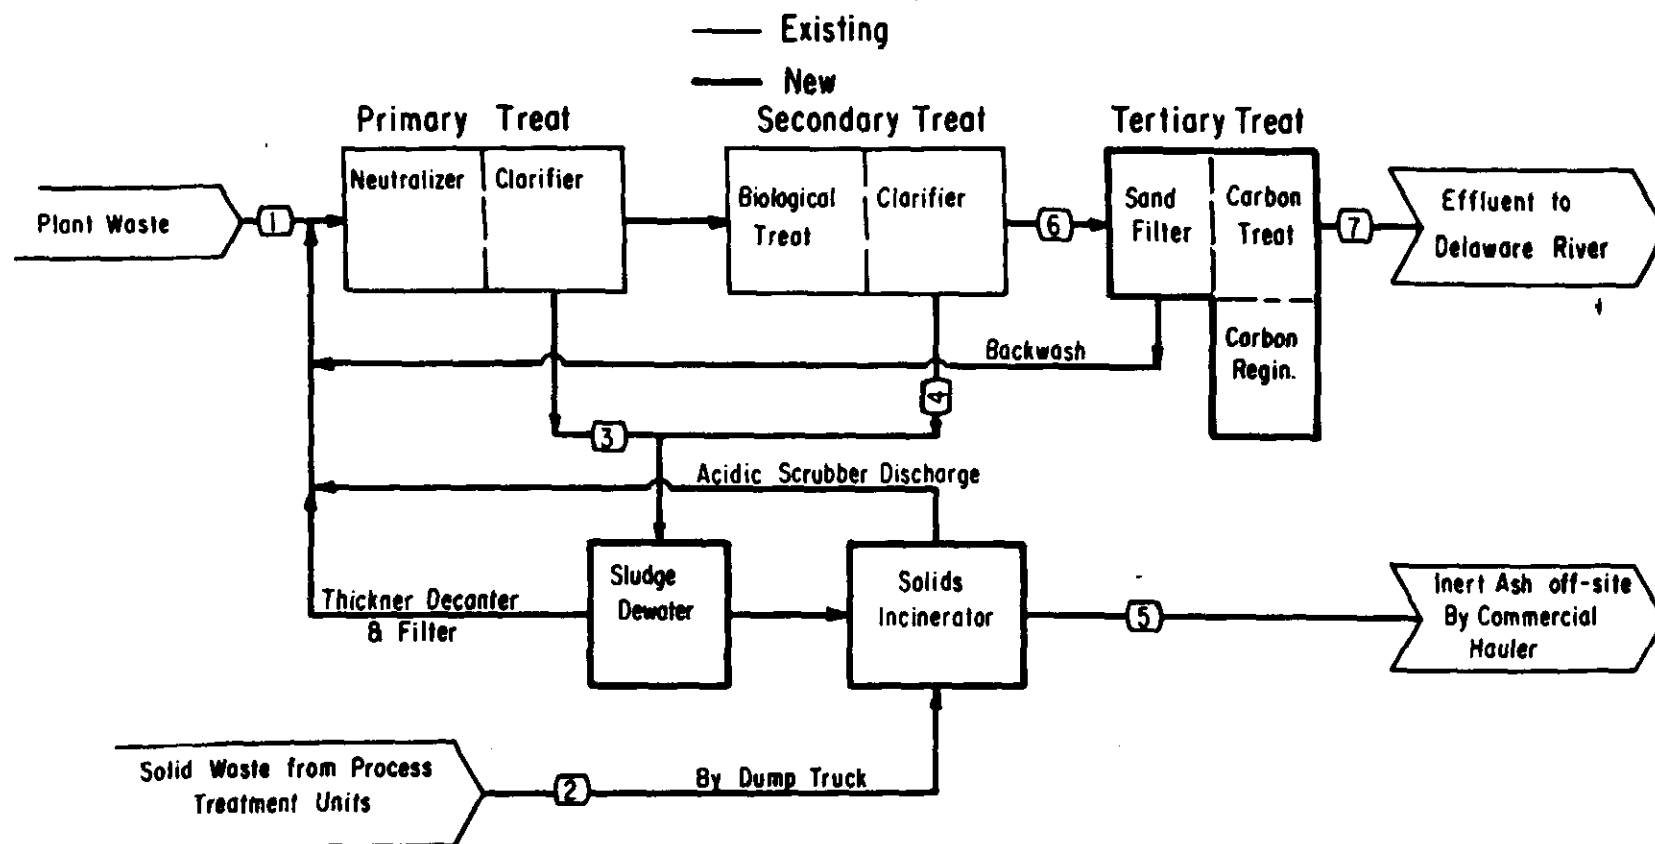 Existing
New
Primary Treat
Secondary Treat
Tertiary Treat
Neutralizer
Clarifier
Biological
Treat
Clarifier
Sand
Filter
Carbon
Treat
Carbon
Regin.
Plant Waste
1
6
7
Effluent to
Delaware River
Backwash
4
3
Acidic Scrubber Discharge
Sludge
Dewater
Solids
Incinerator
Thickner Decanter
& Filter
5
Inert Ash off-site
By Commercial
Hauler
Solid Waste from Process
Treatment Units
2
By Dump Truck